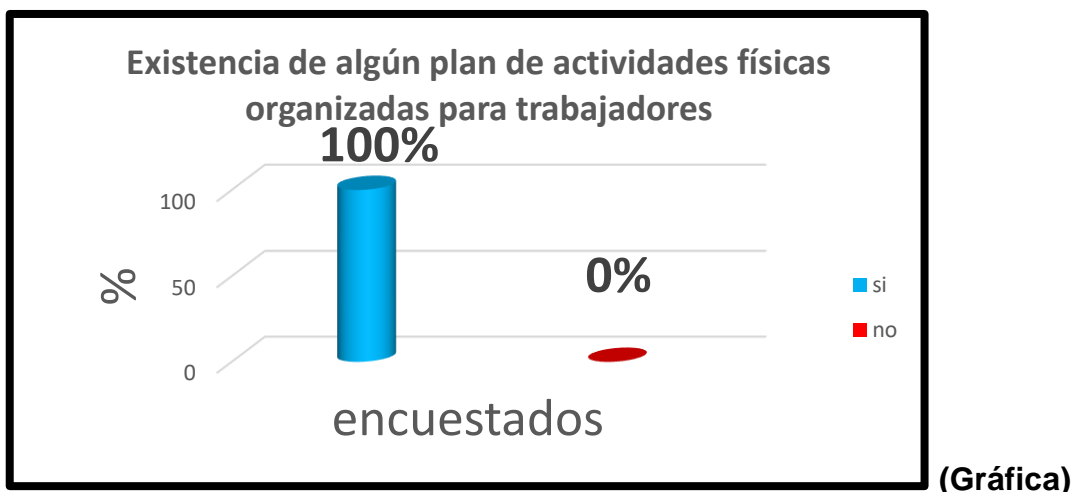 Existencia de algún plan de actividades físicas
organizadas para trabajadores
100%
100
%
50
0%
si
no
0
encuestados
(Gráfica)